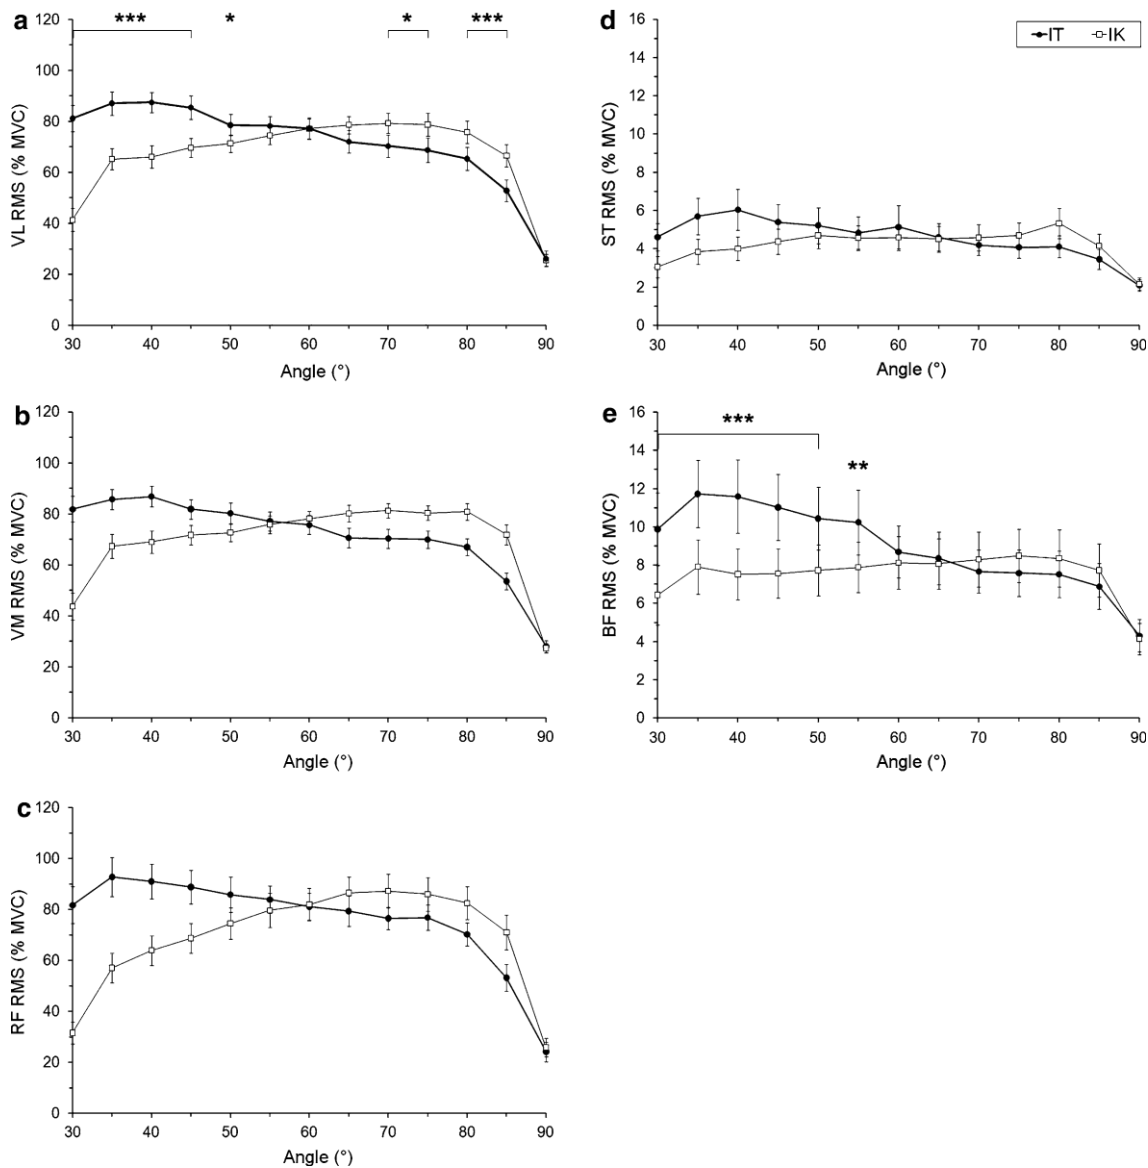 a
*** * * ***
VL RMS (% MVC)
120
100
80
60
40
20
0
30 40 50 60 70 80 90
Angle (°)
d
IT IK
ST RMS (% MVC)
16
14
12
10
8
6
4
2
0
30 40 50 60 70 80 90
Angle (°)
b
VM RMS (% MVC)
120
100
80
60
40
20
0
30 40 50 60 70 80 90
Angle (°)
e
***
**
BF RMS (% MVC)
16
14
12
10
8
6
4
2
0
30 40 50 60 70 80 90
Angle (°)
c
RF RMS (% MVC)
120
100
80
60
40
20
0
30 40 50 60 70 80 90
Angle (°)